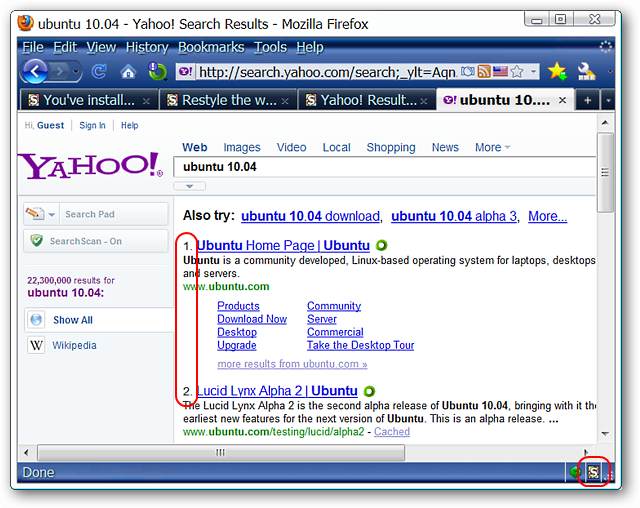 ubuntu 10.04 - Yahoo! Search Results - Mozilla Firefox
File Edit View History Bookmarks Tools Help
Y! http://search.yahoo.com/search;_ylt=Aqn
You've install... Restyle the w... Yahoo! Result... Y! ubuntu 10....
Hi, Guest Sign In Help
YAHOO!
Web Images Video Local Shopping News More
ubuntu 10.04
Search Pad
SearchScan - On
22,300,000 results for
ubuntu 10.04:
Show All
W Wikipedia
Also try: ubuntu 10.04 download, ubuntu 10.04 alpha 3, More...
1. Ubuntu Home Page | Ubuntu
Ubuntu is a community developed, Linux-based operating system for laptops, desktops
and servers.
www.ubuntu.com
Products Community
Download Now Server
Desktop Commercial
Upgrade Take the Desktop Tour
more results from ubuntu.com »
2. Lucid Lynx Alpha 2 | Ubuntu
The Lucid Lynx Alpha 2 is the second alpha release of Ubuntu 10.04, bringing with it the
earliest new features for the next version of Ubuntu. This is an alpha release. ...
www.ubuntu.com/testing/lucid/alpha2 - Cached
Done S